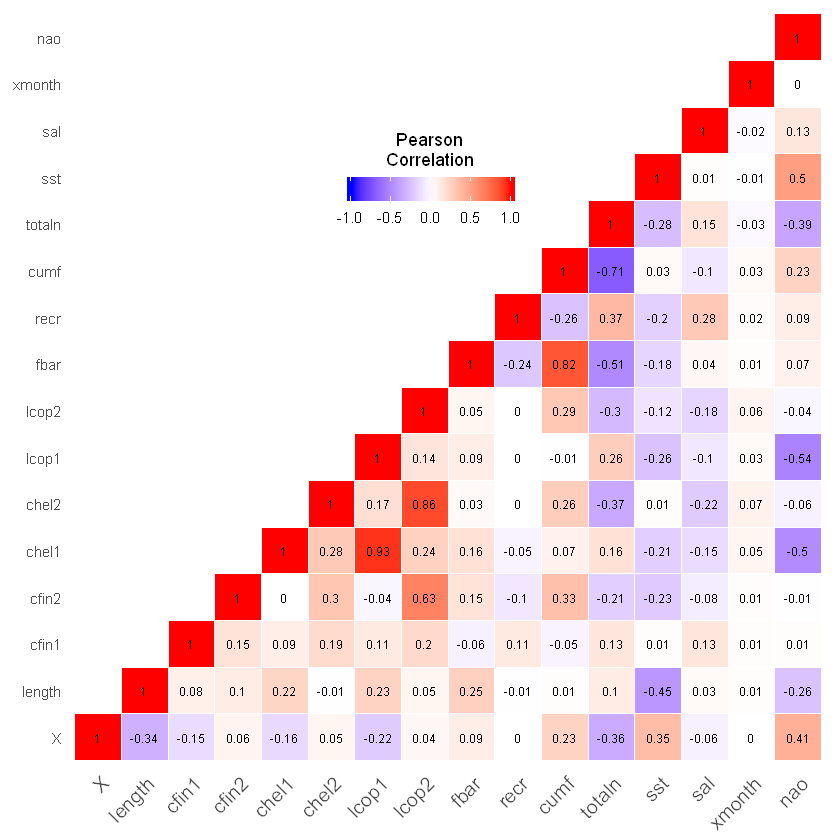 nao 1
xmonth 1 0
sal 1 -0.02 0.13
Pearson
Correlation
-1.0 -0.5 0.0 0.5 1.0
sst 1 0.01 -0.01 0.5
totaln 1 -0.28 0.15 -0.03 -0.39
cumf 1 -0.71 0.03 -0.1 0.03 0.23
recr 1 -0.26 0.37 -0.2 0.28 0.02 0.09
fbar 1 -0.24 0.82 -0.51 -0.18 0.04 0.01 0.07
lcop2 1 0.05 0 0.29 -0.3 -0.12 -0.18 0.06 -0.04
lcop1 1 0.14 0.09 0 -0.01 0.26 -0.26 -0.1 0.03 -0.54
chel2 1 0.17 0.86 0.03 0 0.26 -0.37 0.01 -0.22 0.07 -0.06
chel1 1 0.28 0.93 0.24 0.16 -0.05 0.07 0.16 -0.21 -0.15 0.05 -0.5
cfin2 1 0 0.3 -0.04 0.63 0.15 -0.1 0.33 -0.21 -0.23 -0.08 0.01 -0.01
cfin1 1 0.15 0.09 0.19 0.11 0.2 -0.06 0.11 -0.05 0.13 0.01 0.13 0.01 0.01
length 1 0.08 0.1 0.22 -0.01 0.23 0.05 0.25 -0.01 0.01 0.1 -0.45 0.03 0.01 -0.26
X 1 -0.34 -0.15 0.06 -0.16 0.05 -0.22 0.04 0.09 0 0.23 -0.36 0.35 -0.06 0 0.41
X length cfin1 cfin2 chel1 chel2 lcop1 lcop2 fbar recr cumf totaln sst sal xmonth nao